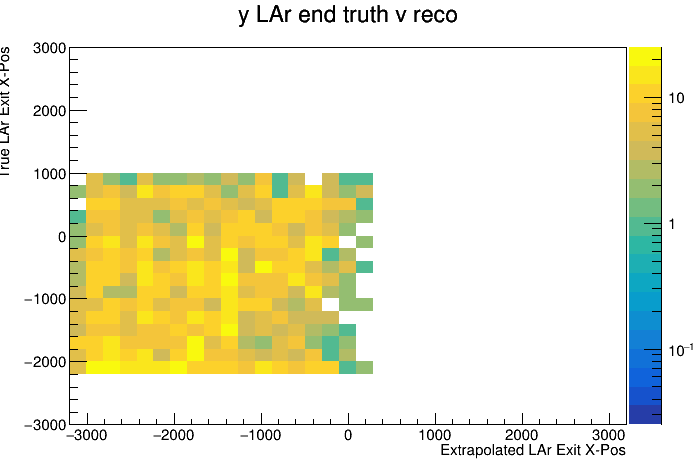 y LAr end truth v reco
True LAr Exit X-Pos
3000
2000
1000
0
−1000
−2000
−3000
−3000 −2000 −1000 0 1000 2000 3000
Extrapolated LAr Exit X-Pos
10
1
10−1